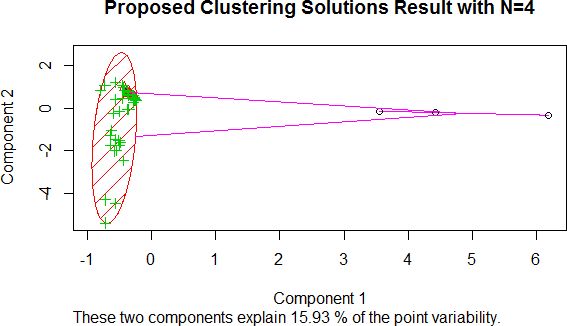 Proposed Clustering Solutions Result with N=4
Component 2
2
0
-2
-4
-1 0 1 2 3 4 5 6
Component 1
These two components explain 15.93 % of the point variability.